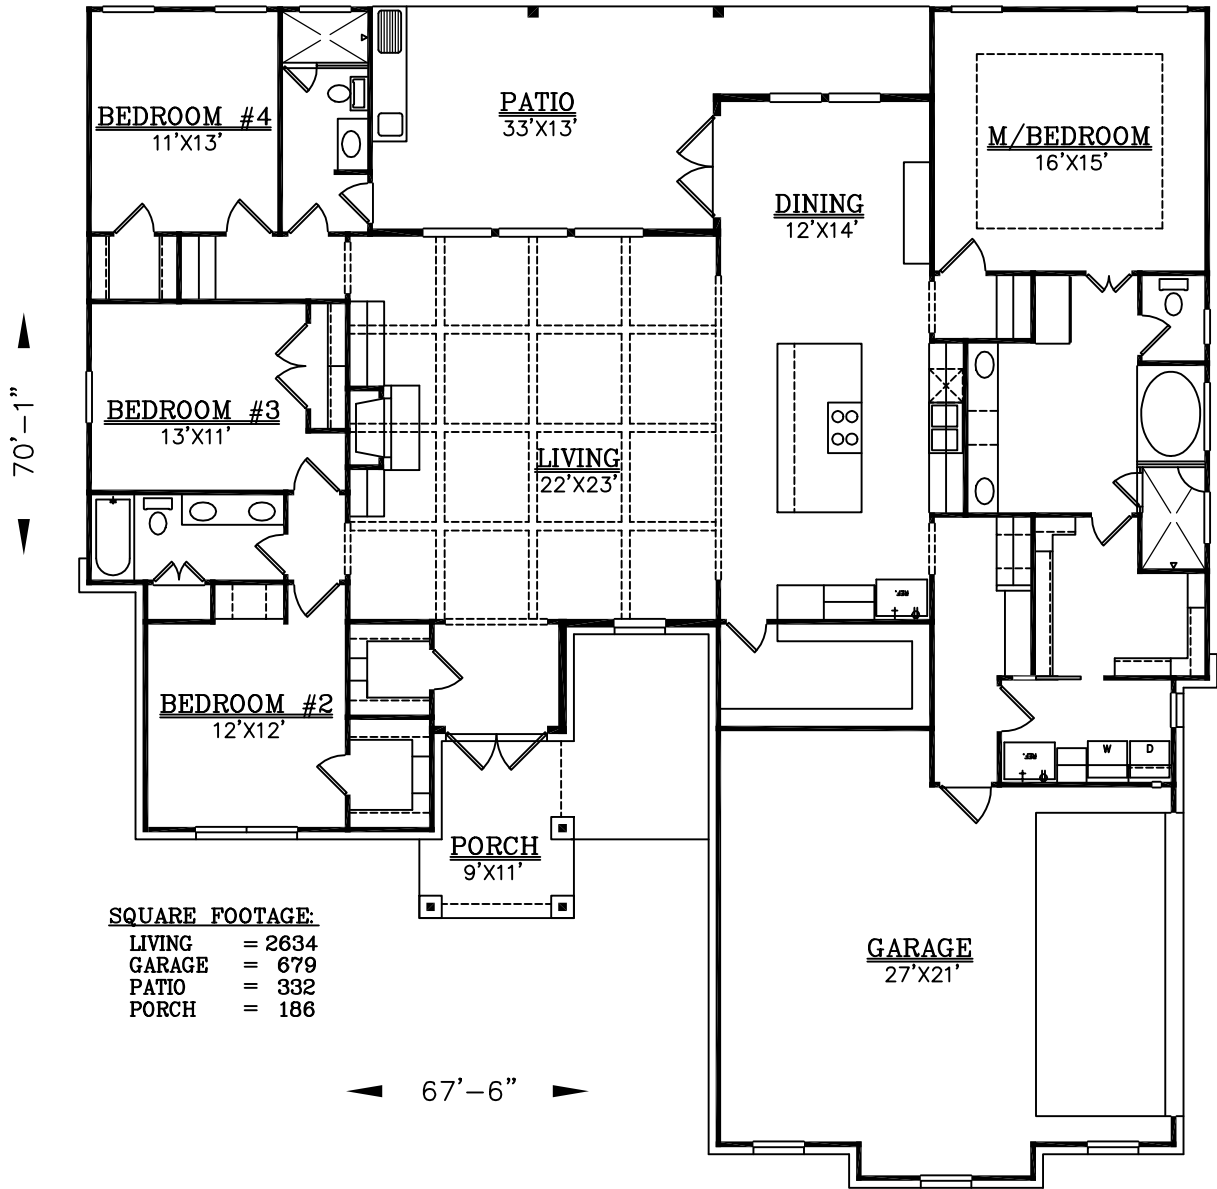 BEDROOM #4
11'X13'
PATIO
33'X13'
M/BEDROOM
16'X15'
DINING
12'X14'
70'-1"
BEDROOM #3
13'X11'
LIVING
22'X23'
REF.
BEDROOM #2
12'X12'
REF.
W
D
PORCH
9'X11'
SQUARE FOOTAGE:
LIVING = 2634
GARAGE = 679
PATIO = 332
PORCH = 186
GARAGE
27'X21'
67'-6"